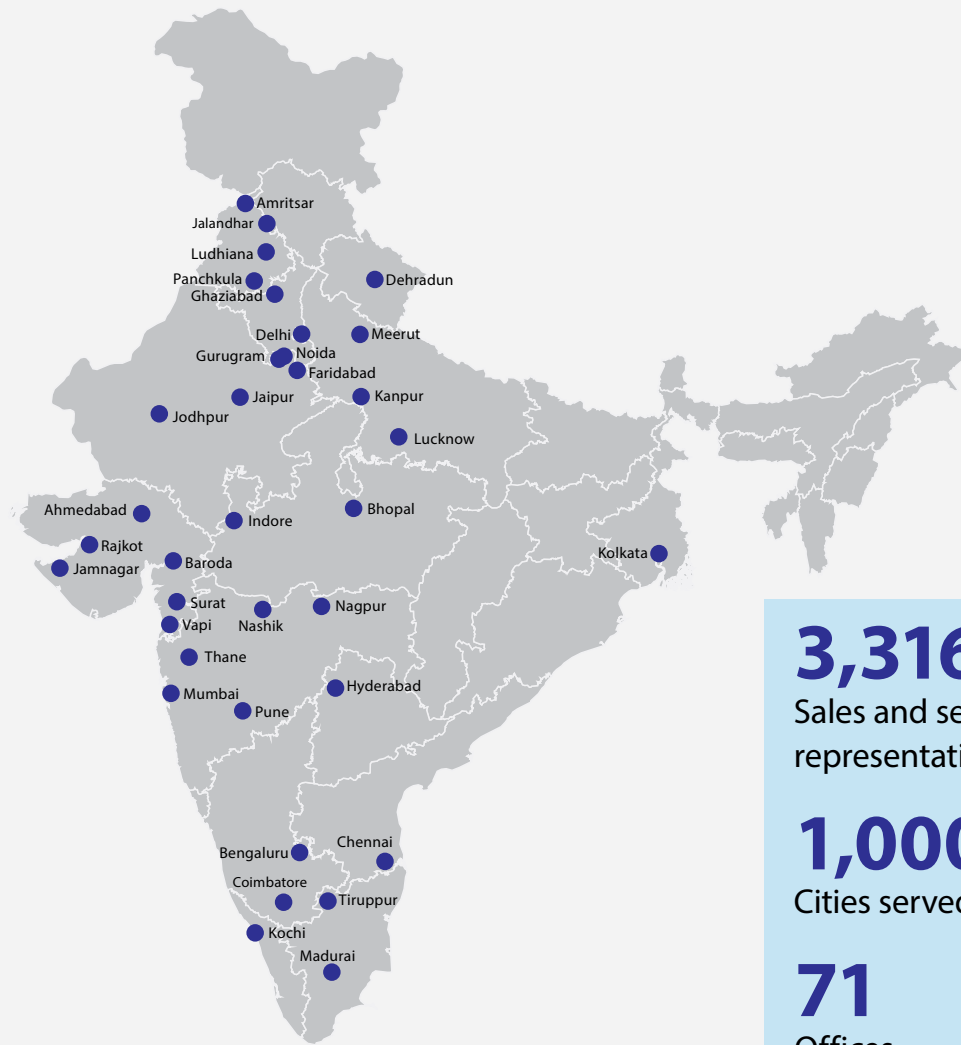 Amritsar
Jalandhar
Ludhiana
Panchkula
Dehradun
Ghaziabad
Delhi
Meerut
Gurugram
Noida
Faridabad
Jaipur
Kanpur
Jodhpur
Lucknow
Ahmedabad
Bhopal
Indore
Rajkot
Kolkata
Baroda
Jamnagar
Surat
Nagpur
Vapi
Nashik
Thane
Hyderabad
Mumbai
Pune
Chennai
Bengaluru
Coimbatore
Tiruppur
Kochi
Madurai
3,316
Sales and se
representati
1,000
Cities served
71
Offices